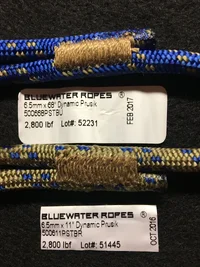 BLUEWATER ROPES®
6.5mm x 68" Dynamic Prusik
500668PSTBU
2,800 lbf Lot#: 52231
FEB 2017
BLUEWATER ROPES®
6.5mm x 11" Dynamic Prusik
500611PSTBR
2,800 lbf Lot#: 51445
OCT 2016